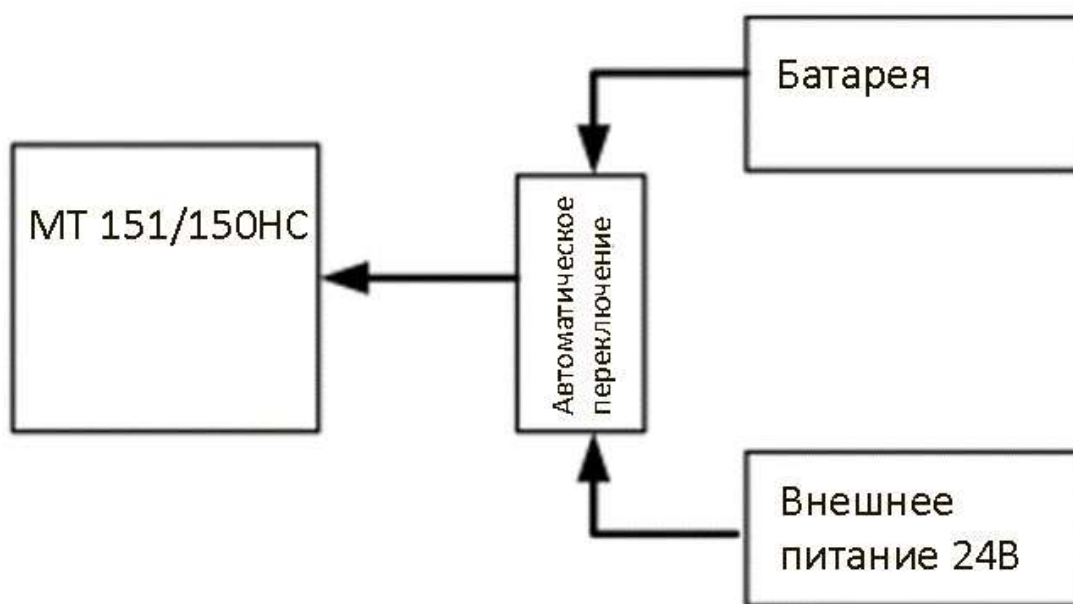 Батарея
МТ 151/150НС
Автоматическое
переключение
Внешнее
питание 24В